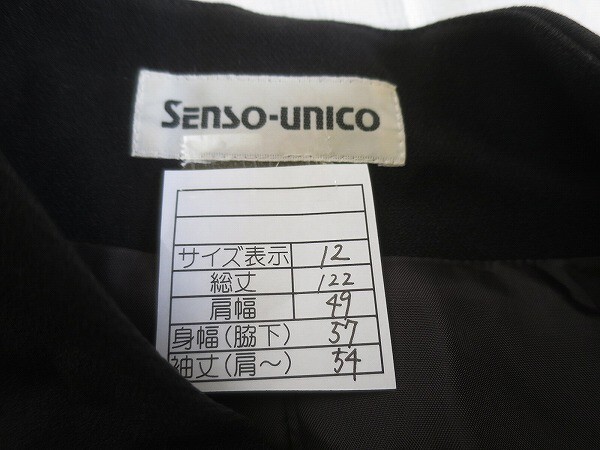 SENSO-UNICO
サイズ表示 12
総丈 122
肩幅 49
身幅(脇下) 57
袖丈(肩〜) 54